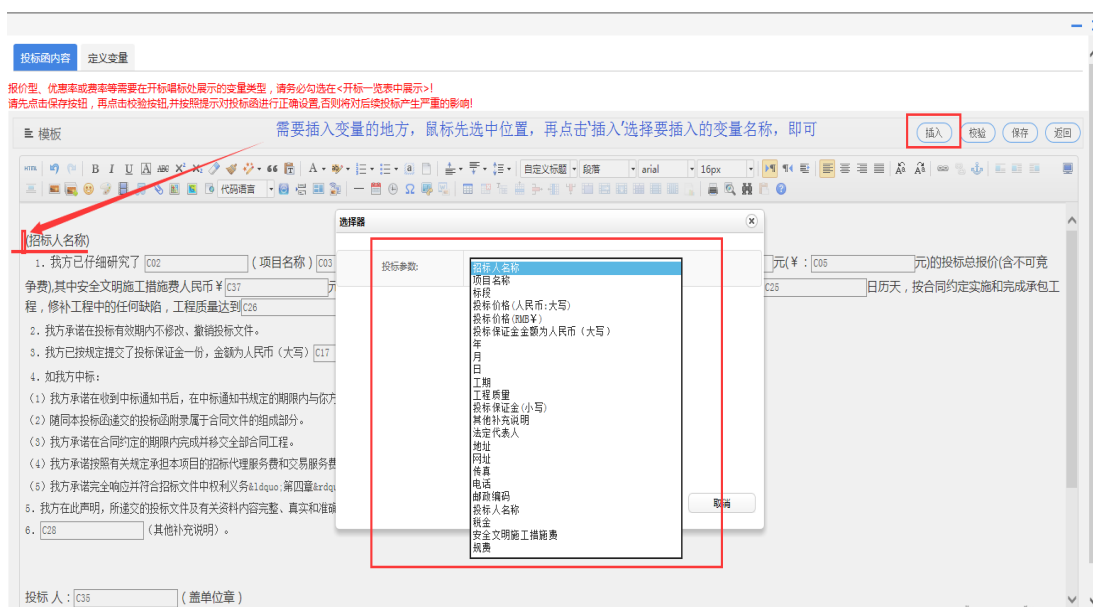 投标函内容 定义变量
报价型、优惠率或费率等需要在开标唱标处展示的变量类型，请务必勾选在<开标一览表中展示>!
请先点击保存按钮，再点击校验按钮,并按照提示对投标函进行正确设置,否则将对后续投标产生严重的影响!
模板
需要插入变量的地方，鼠标先选中位置，再点击'插入'选择要插入的变量名称，即可
插入 校验 保存 返回
HTML B I U A ABC X² X₂ 66 A 自定义标题 段落 arial 16px
代码语言 Ω
选择器
(招标人名称)
1. 我方已仔细研究了 C02 (项目名称) C03
元(¥：C05 元)的投标总报价(含不可竞
争费),其中安全文明施工措施费人民币¥ C37 元
C25 日历天，按合同约定实施和完成承包工
程，修补工程中的任何缺陷，工程质量达到 C26
2. 我方承诺在投标有效期内不修改、撤销投标文件。
3. 我方已按规定提交了投标保证金一份，金额为人民币（大写）C17
4. 如我方中标:
（1）我方承诺在收到中标通知书后，在中标通知书规定的期限内与你方
（2）随同本投标函递交的投标函附录属于合同文件的组成部分。
（3）我方承诺在合同约定的期限内完成并移交全部合同工程。
（4）我方承诺按照有关规定承担本项目的招标代理服务费和交易服务费
（5）我方承诺完全响应并符合招标文件中权利义务&ldquo;第四章&rdqu
5. 我方在此声明，所递交的投标文件及有关资料内容完整、真实和准确
6. C28 （其他补充说明）。
投标人：C35 （盖单位章）
投标参数:
招标人名称
项目名称
标段
投标价格(人民币:大写)
投标价格(RMB¥)
投标保证金金额为人民币（大写）
年
月
日
工期
工程质量
投标保证金(小写)
其他补充说明
法定代表人
地址
网址
传真
电话
邮政编码
投标人名称
税金
安全文明施工措施费
规费
取消